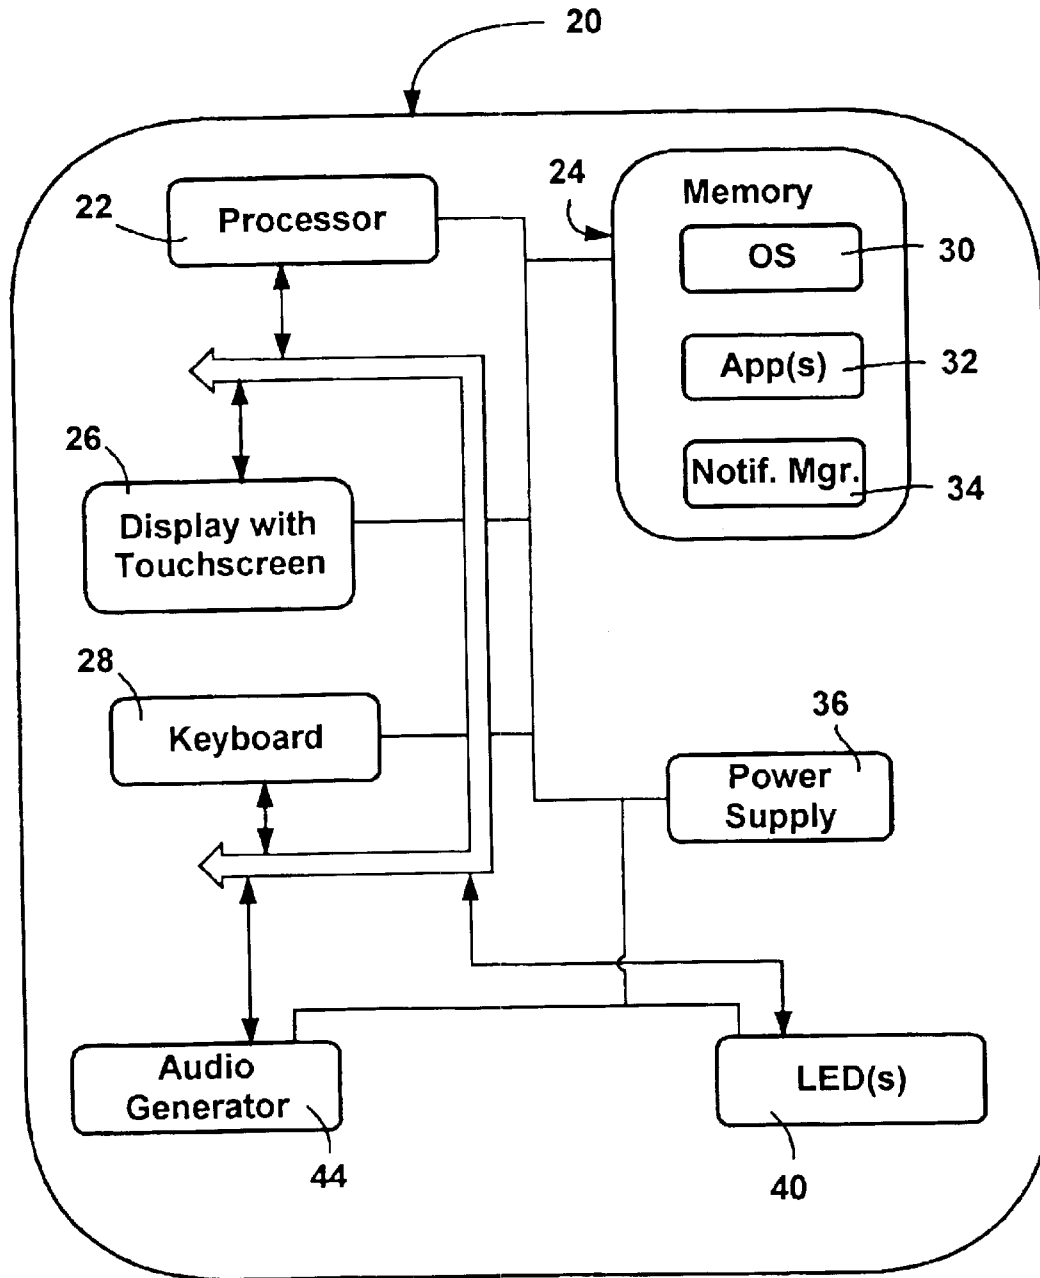 20
22
Processor
24
Memory
OS
30
App(s)
32
Notif. Mgr.
34
26
Display with
Touchscreen
28
Keyboard
36
Power
Supply
Audio
Generator
44
LED(s)
40